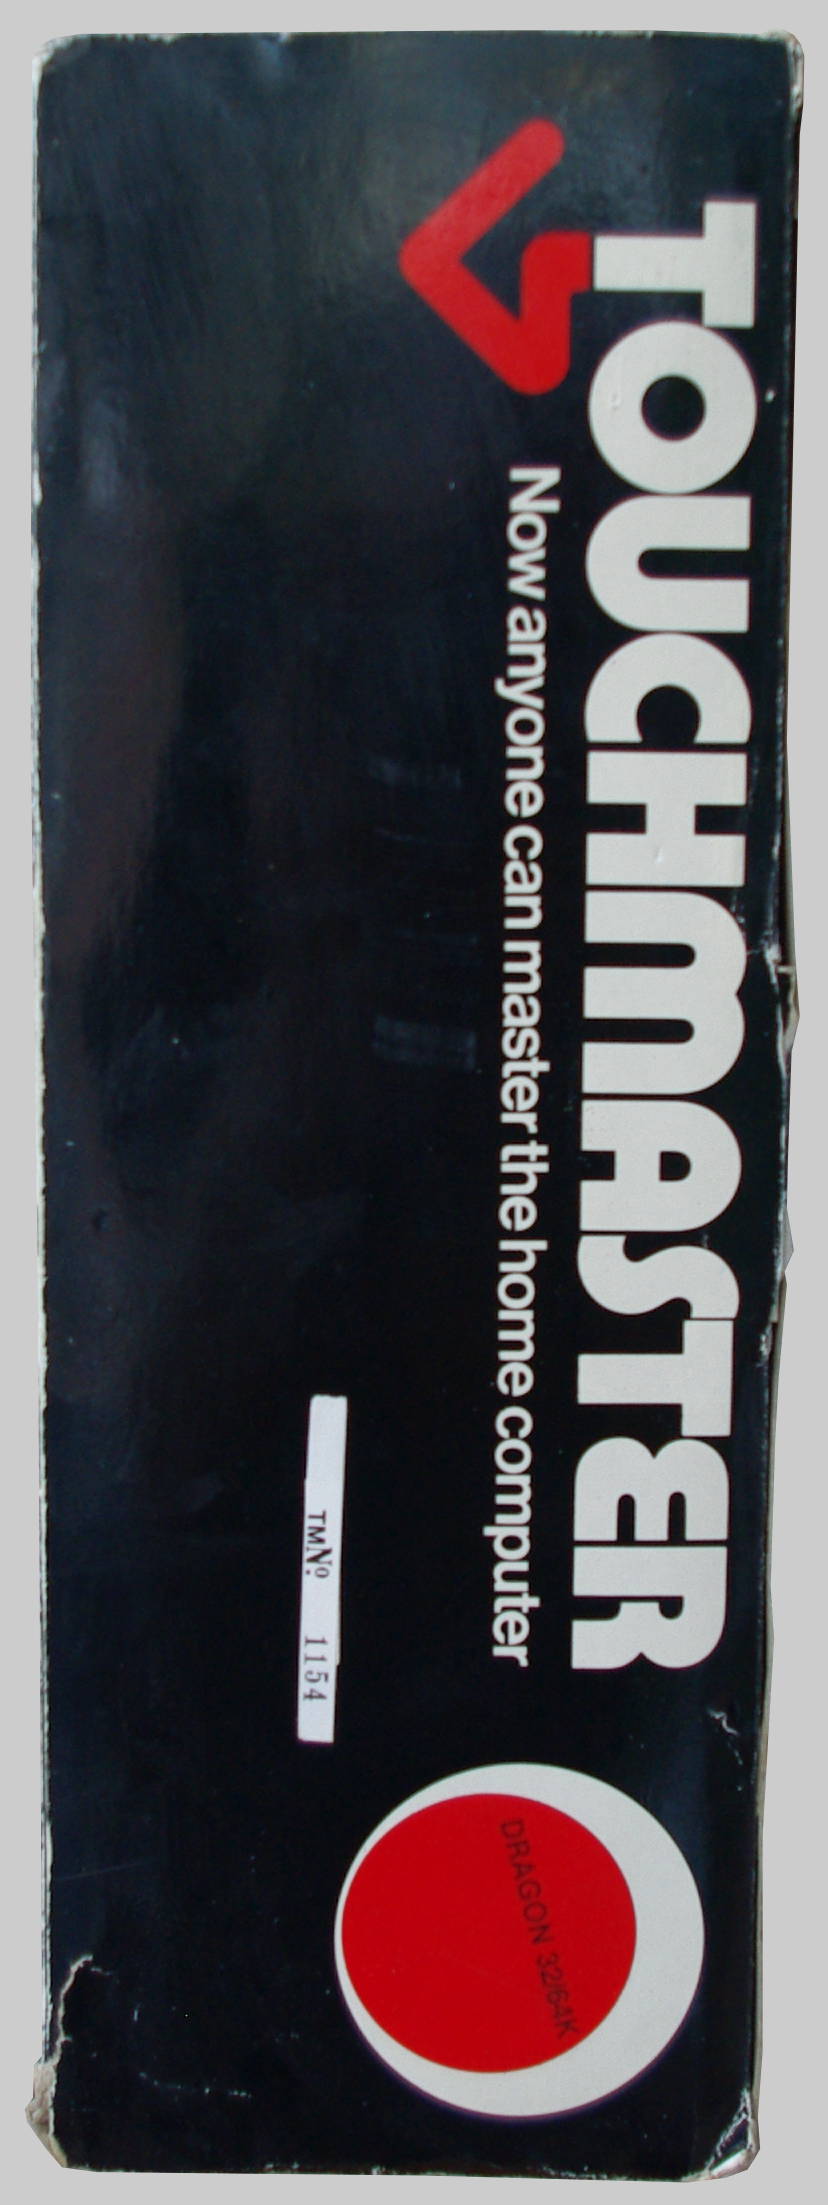 TOUCHMASTER
Now anyone can master the home computer
TM No. 1154
DRAGON 32/64K